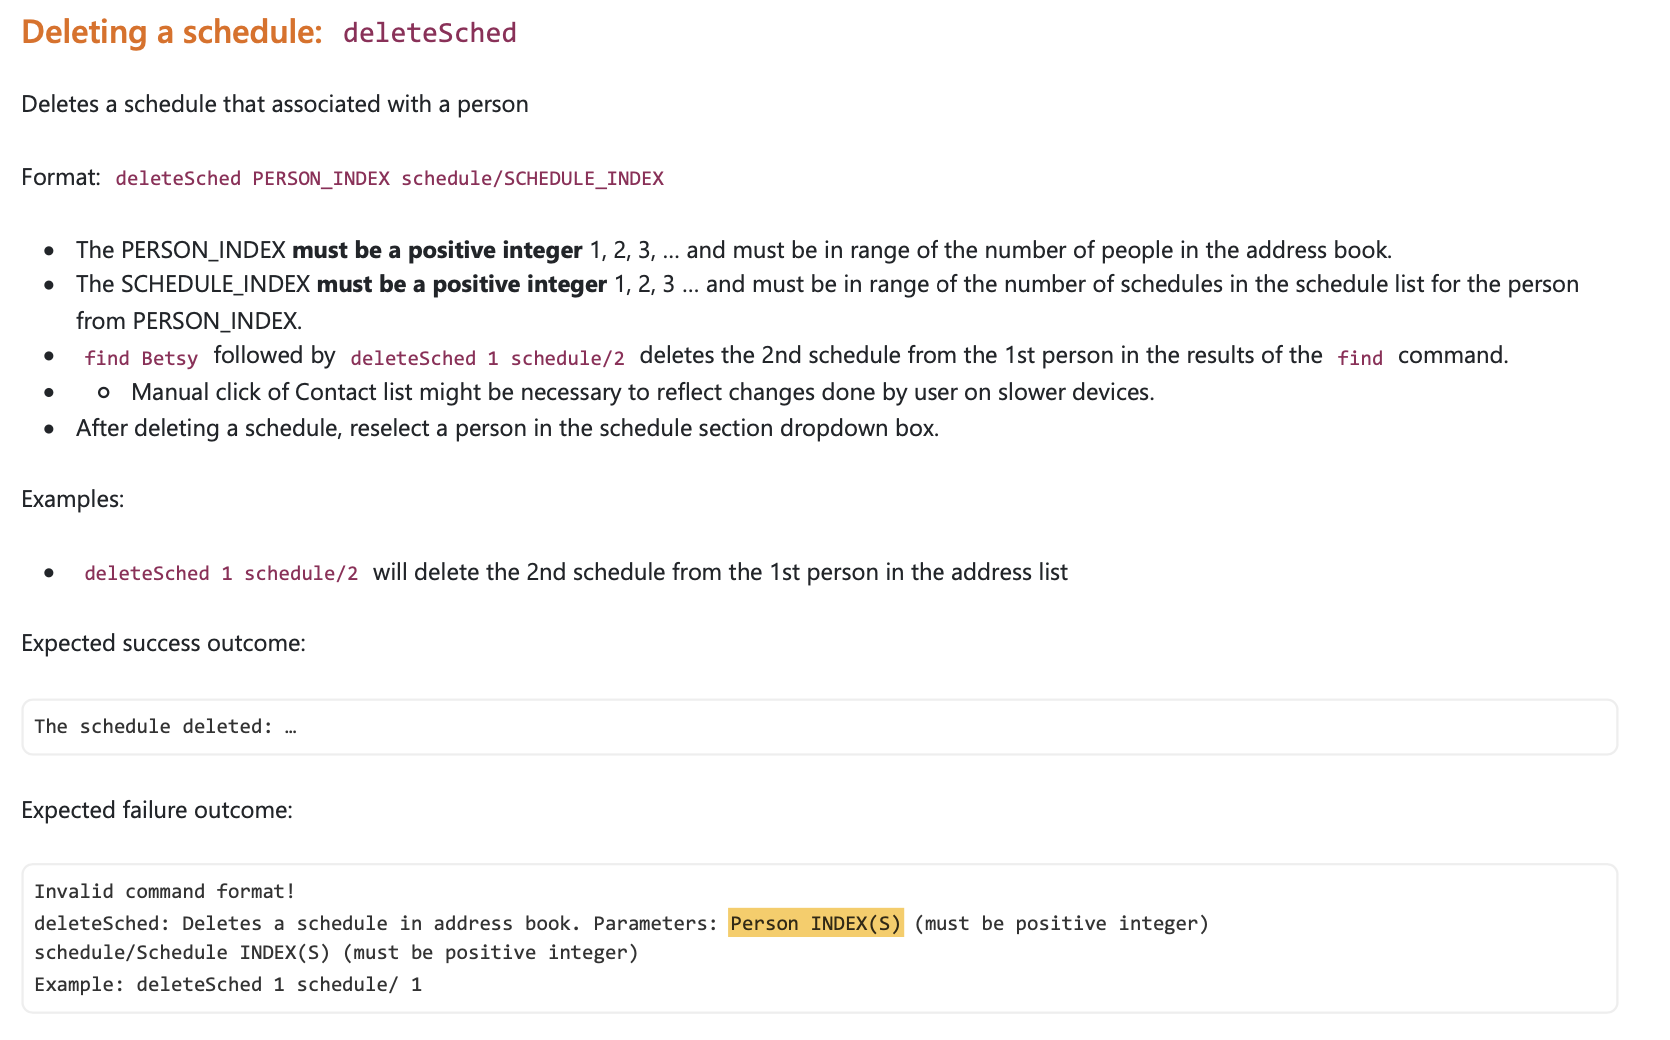 Deleting a schedule: deleteSched
Deletes a schedule that associated with a person
Format: deleteSched PERSON_INDEX schedule/SCHEDULE_INDEX
The PERSON_INDEX must be a positive integer 1, 2, 3, … and must be in range of the number of people in the address book.
The SCHEDULE_INDEX must be a positive integer 1, 2, 3 … and must be in range of the number of schedules in the schedule list for the person
from PERSON_INDEX.
find Betsy followed by deleteSched 1 schedule/2 deletes the 2nd schedule from the 1st person in the results of the find command.
Manual click of Contact list might be necessary to reflect changes done by user on slower devices.
After deleting a schedule, reselect a person in the schedule section dropdown box.
Examples:
deleteSched 1 schedule/2 will delete the 2nd schedule from the 1st person in the address list
Expected success outcome:
The schedule deleted: …
Expected failure outcome:
Invalid command format!
deleteSched: Deletes a schedule in address book. Parameters: Person INDEX(S) (must be positive integer)
schedule/Schedule INDEX(S) (must be positive integer)
Example: deleteSched 1 schedule/ 1